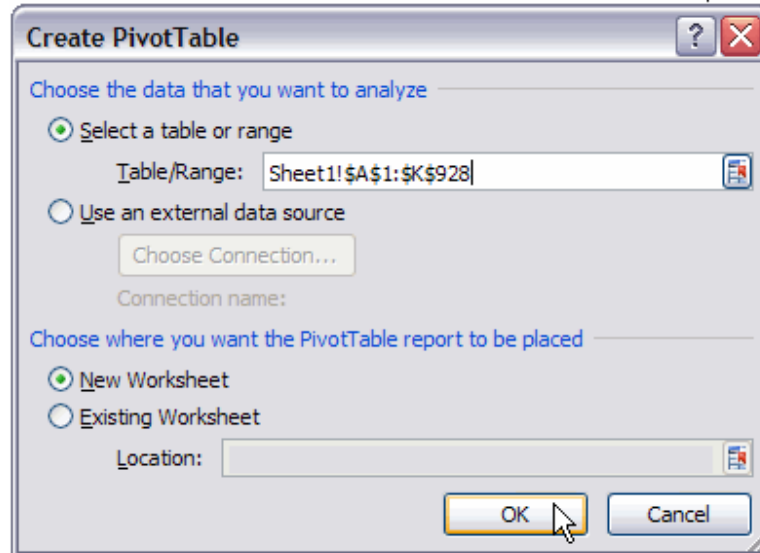 Create PivotTable
Choose the data that you want to analyze
Select a table or range
Table/Range: Sheet1!$A$1:$K$928
Use an external data source
Choose Connection...
Connection name:
Choose where you want the PivotTable report to be placed
New Worksheet
Existing Worksheet
Location:
OK Cancel